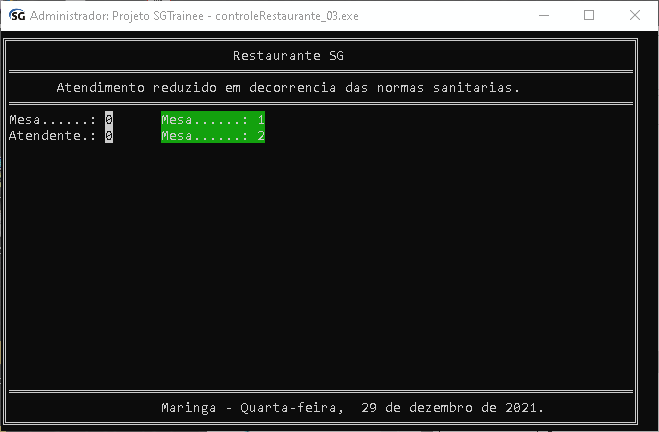 SG Administrador: Projeto SGTrainee - controleRestaurante_03.exe
Restaurante SG
Atendimento reduzido em decorrencia das normas sanitarias.
Mesa......: 0 Mesa......: 1
Atendente.: 0 Mesa......: 2
Maringa - Quarta-feira, 29 de dezembro de 2021.